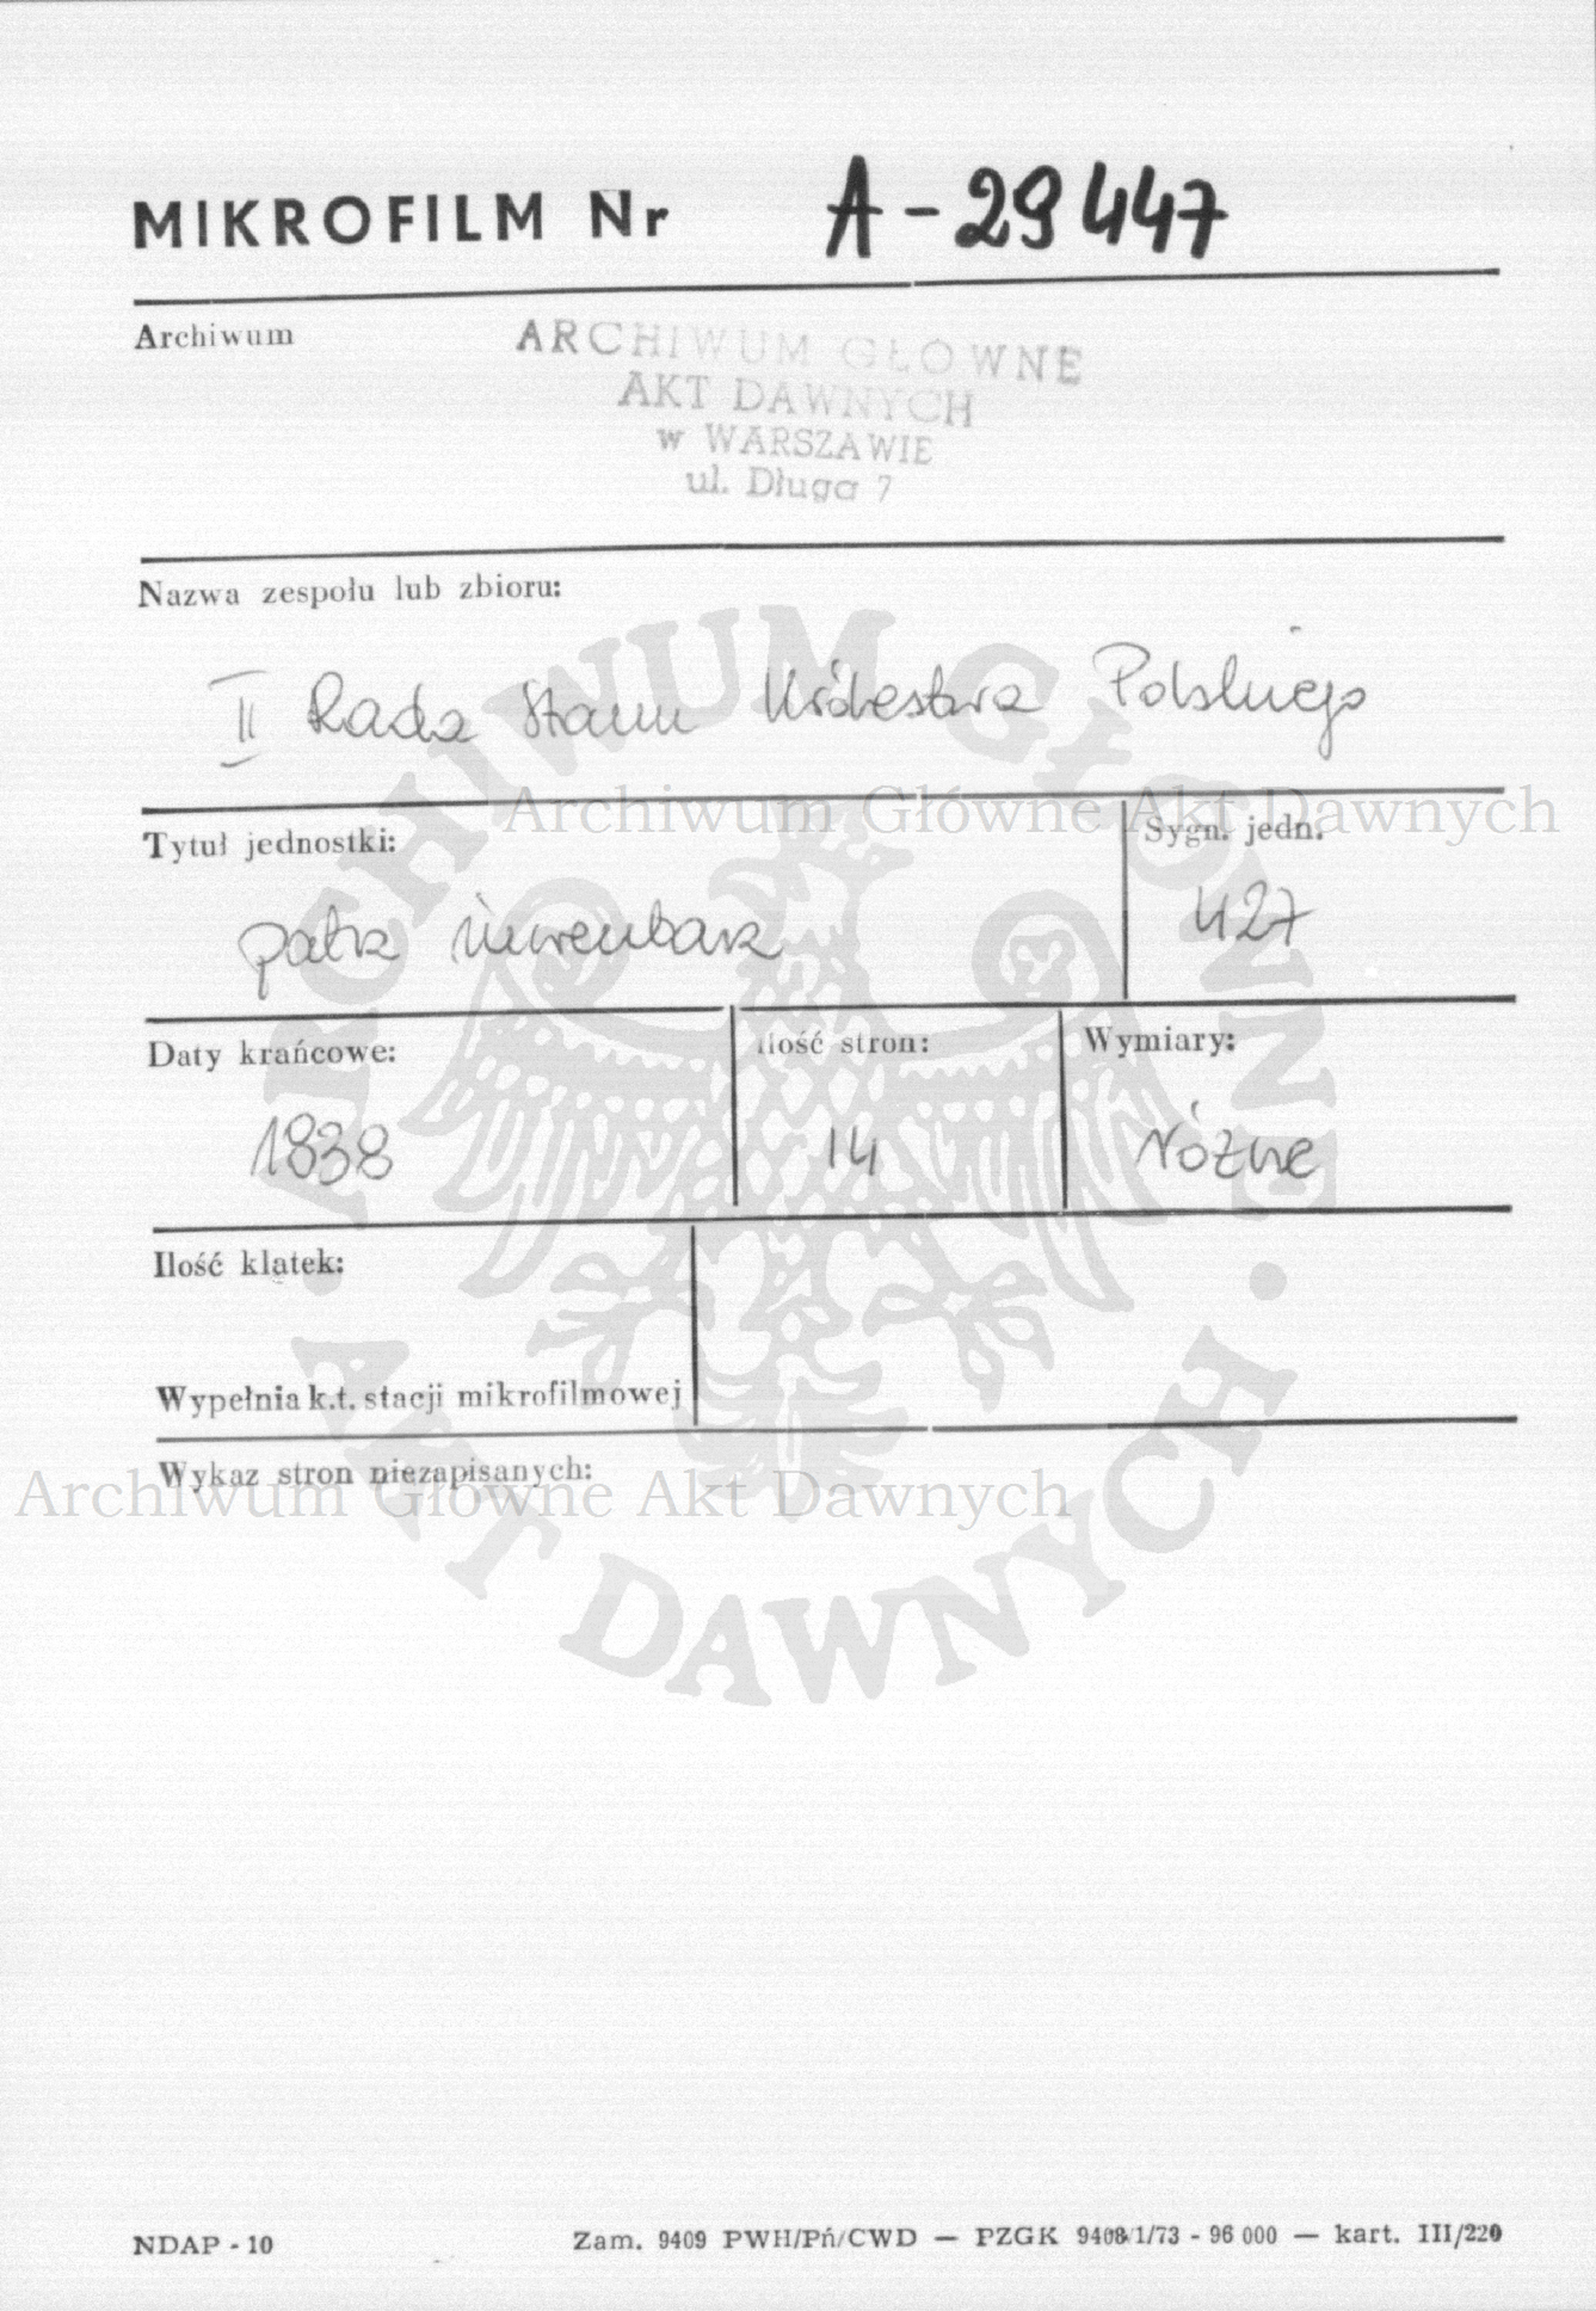 MIKROFILM Nr A-29447
Archiwum
ARCHIWUM GŁÓWNE
AKT DAWNYCH
w WARSZAWIE
ul. Długa 7
Nazwa zespołu lub zbioru:
II Rada Stanu Królestwa Polskiego
Archiwum Główne Akt Dawnych
Tytuł jednostki:
Sygn. jedn.
patrz inwentarz
427
Daty krańcowe:
Ilość stron:
Wymiary:
1838
14
różne
Ilość klatek:
Wypełnia k.t. stacji mikrofilmowej
Wykaz stron niezapisanych:
Archiwum Główne Akt Dawnych
ARCHIWUM GŁÓWNE
AKT DAWNYCH
NDAP - 10
Zam. 9409 PWH/Pń/CWD — PZGK 9408/1/73 - 96 000 — kart. III/220